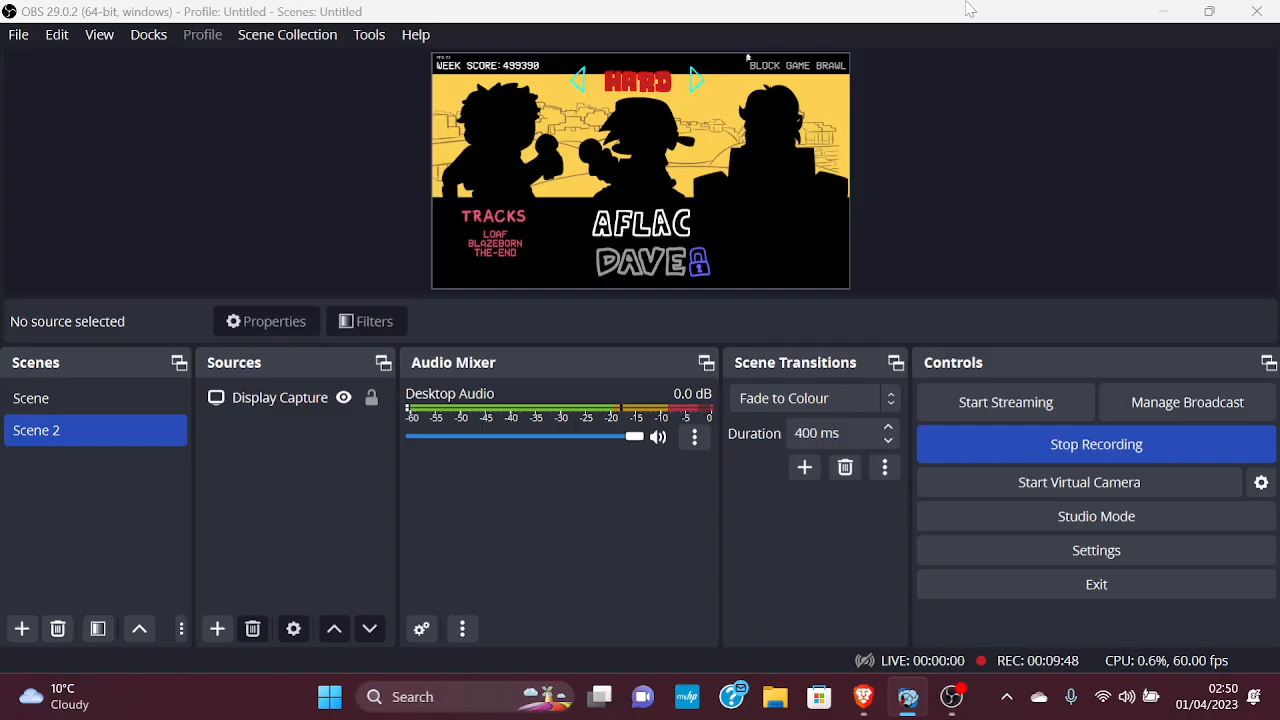 OBS 29.0.2 (64-bit, windows) - Profile: Untitled - Scenes: Untitled
File Edit View Docks Profile Scene Collection Tools Help
WEEK SCORE:499390
HARD
BLOCK GAME BRAWL
TRACKS
LOAF
BLAZEBORN
THE-END
AFLAC
DAVE
No source selected
Properties
Filters
Scenes
Scene
Scene 2
Sources
Display Capture
Audio Mixer
Desktop Audio 0.0 dB
-60 -55 -50 -45 -40 -35 -30 -25 -20 -15 -10 -5 0
Scene Transitions
Fade to Colour
Duration 400 ms
Controls
Start Streaming
Manage Broadcast
Stop Recording
Start Virtual Camera
Studio Mode
Settings
Exit
LIVE: 00:00:00 REC: 00:09:48 CPU: 0.6%, 60.00 fps
10°C
Cloudy
Search
myhp
02:50
01/04/2023